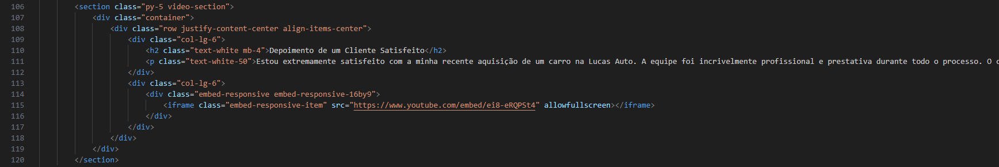 106 <section class="py-5 video-section">
107 <div class="container">
108 <div class="row justify-content-center align-items-center">
109 <div class="col-lg-6">
110 <h2 class="text-white mb-4">Depoimento de um Cliente Satisfeito</h2>
111 <p class="text-white-50">Estou extremamente satisfeito com a minha recente aquisição de um carro na Lucas Auto. A equipe foi incrivelmente profissional e prestativa durante todo o processo. O
112 </div>
113 <div class="col-lg-6">
114 <div class="embed-responsive embed-responsive-16by9">
115 <iframe class="embed-responsive-item" src="https://www.youtube.com/embed/ei8-eRQPSt4" allowfullscreen></iframe>
116 </div>
117 </div>
118 </div>
119 </div>
120 </section>